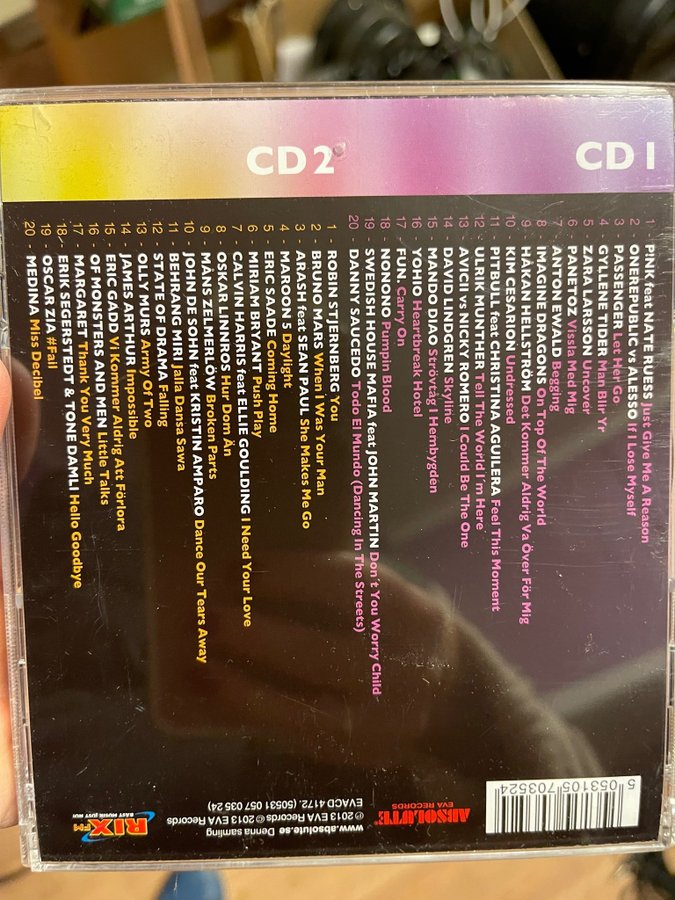 CD 1
1 P!NK feat NATE RUESS Just Give Me A Reason
2 ONEREPUBLIC vs ALESSO If I Lose Myself
3 PASSENGER Let Her Go
4 GYLLENE TIDER Man Blir Yr
5 ZARA LARSSON Uncover
6 PANETOZ Vissla Med Mig
7 ANTON EWALD Begging
8 IMAGINE DRAGONS On Top Of The World
9 HÅKAN HELLSTRÖM Det Kommer Aldrig Va Över För Mig
10 KIM CESARION Undressed
11 PITBULL feat CHRISTINA AGUILERA Feel This Moment
12 ULRIK MUNTHER Tell The World I'm Here
13 AVICII vs NICKY ROMERO I Could Be The One
14 DAVID LINDGREN Skyline
15 MANDO DIAO Strövtåg I Hembygden
16 YOHIO Heartbreak Hotel
17 FUN. Carry On
18 NONONO Pumpin Blood
19 SWEDISH HOUSE MAFIA feat JOHN MARTIN Don't You Worry Child
20 DANNY SAUCEDO Todo El Mundo (Dancing In The Streets)
CD 2
1 ROBIN STJERNBERG You
2 BRUNO MARS When I Was Your Man
3 ARASH feat SEAN PAUL She Makes Me Go
4 MAROON 5 Daylight
5 ERIC SAADE Coming Home
6 MIRIAM BRYANT Push Play
7 CALVIN HARRIS feat ELLIE GOULDING I Need Your Love
8 OSKAR LINNROS Hur Dom Än
9 MÅNS ZELMERLÖW Broken Parts
10 JOHN DE SOHN feat KRISTIN AMPARO Dance Our Tears Away
11 BEHRANG MIRI Jalla Dansa Sawa
12 STATE OF DRAMA Falling
13 OLLY MURS Army Of Two
14 JAMES ARTHUR Impossible
15 ERIC GADD Vi Kommer Aldrig Att Förlora
16 OF MONSTERS AND MEN Little Talks
17 MARGARET Thank You Very Much
18 ERIK SEGERSTEDT & TONE DAMLI Hello Goodbye
19 OSCAR ZIA #Fail
20 MEDINA Miss Decibel
5 053105 703524
ABSOLUTE®
EVA RECORDS
www.absolute.se Denna samling
℗ 2013 EVA Records © 2013 EVA Records
EVACD 4172. (50531 057 035 24)
RIX FM
BÄST MUSIK JUST NU!